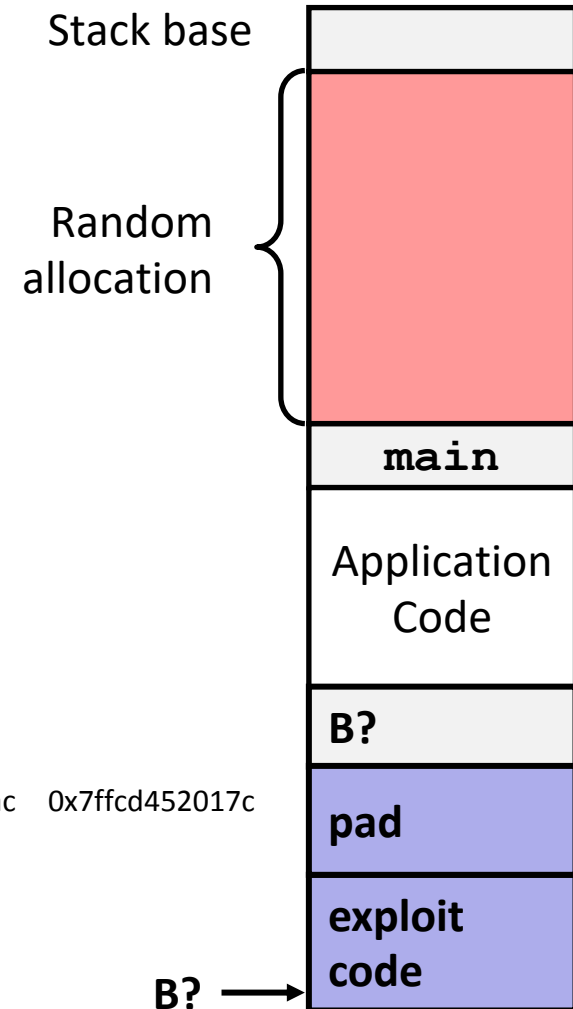 Stack base
Random
allocation
main
Application
Code
B?
0x7ffcd452017c
pad
exploit
code
B?